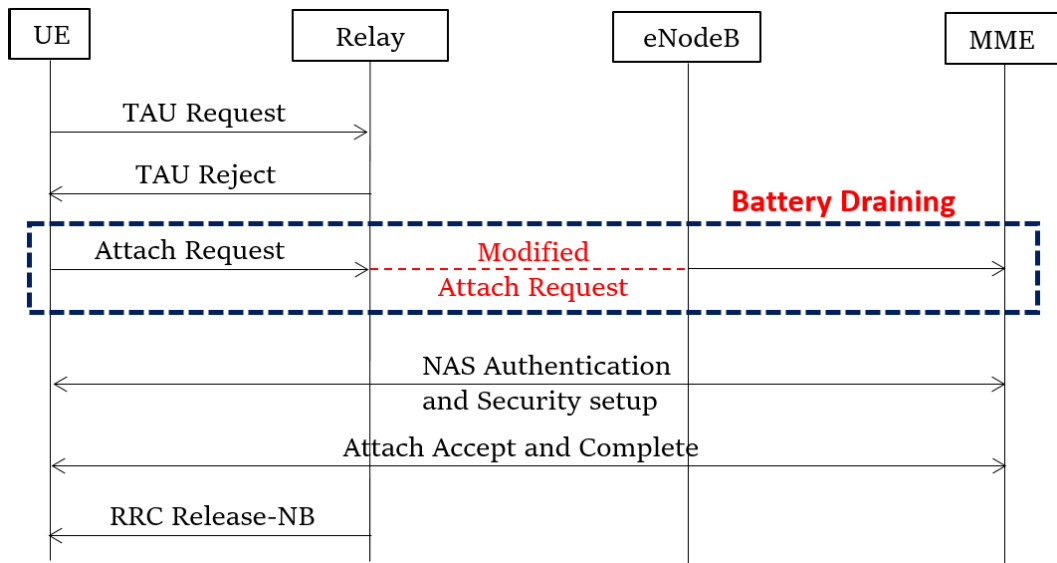 UE
Relay
eNodeB
MME
TAU Request
TAU Reject
Battery Draining
Attach Request
Modified
Attach Request
NAS Authentication
and Security setup
Attach Accept and Complete
RRC Release-NB